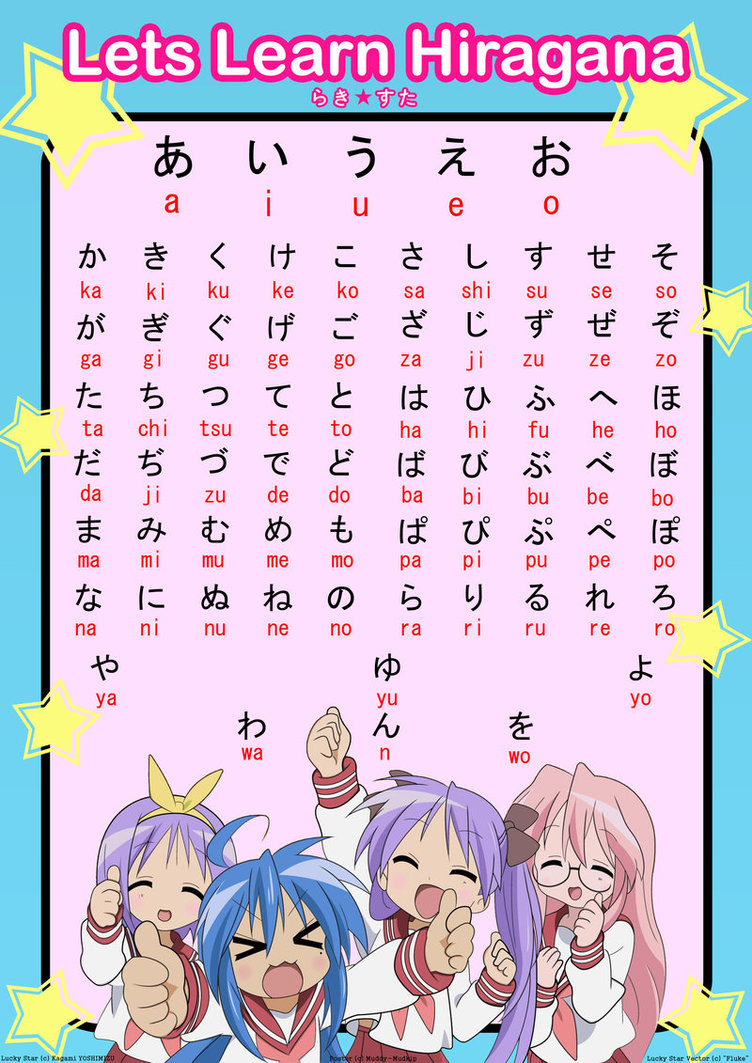 Lets Learn Hiragana
らき★すた
あ い う え お
a i u e o
か き く け こ さ し す せ そ
ka ki ku ke ko sa shi su se so
が ぎ ぐ げ ご ざ じ ず ぜ ぞ
ga gi gu ge go za ji zu ze zo
た ち つ て と は ひ ふ へ ほ
ta chi tsu te to ha hi fu he ho
だ ぢ づ で ど ば び ぶ べ ぼ
da ji zu de do ba bi bu be bo
ま み む め も ぱ ぴ ぷ ぺ ぽ
ma mi mu me mo pa pi pu pe po
な に ぬ ね の ら り る れ ろ
na ni nu ne no ra ri ru re ro
や ゆ よ
ya yu yo
わ ん を
wa n wo
Lucky Star (c) Kagami YOSHIMIZU Poster (c) Muddy-Mudkip Lucky Star Vector (c) "Fluke"